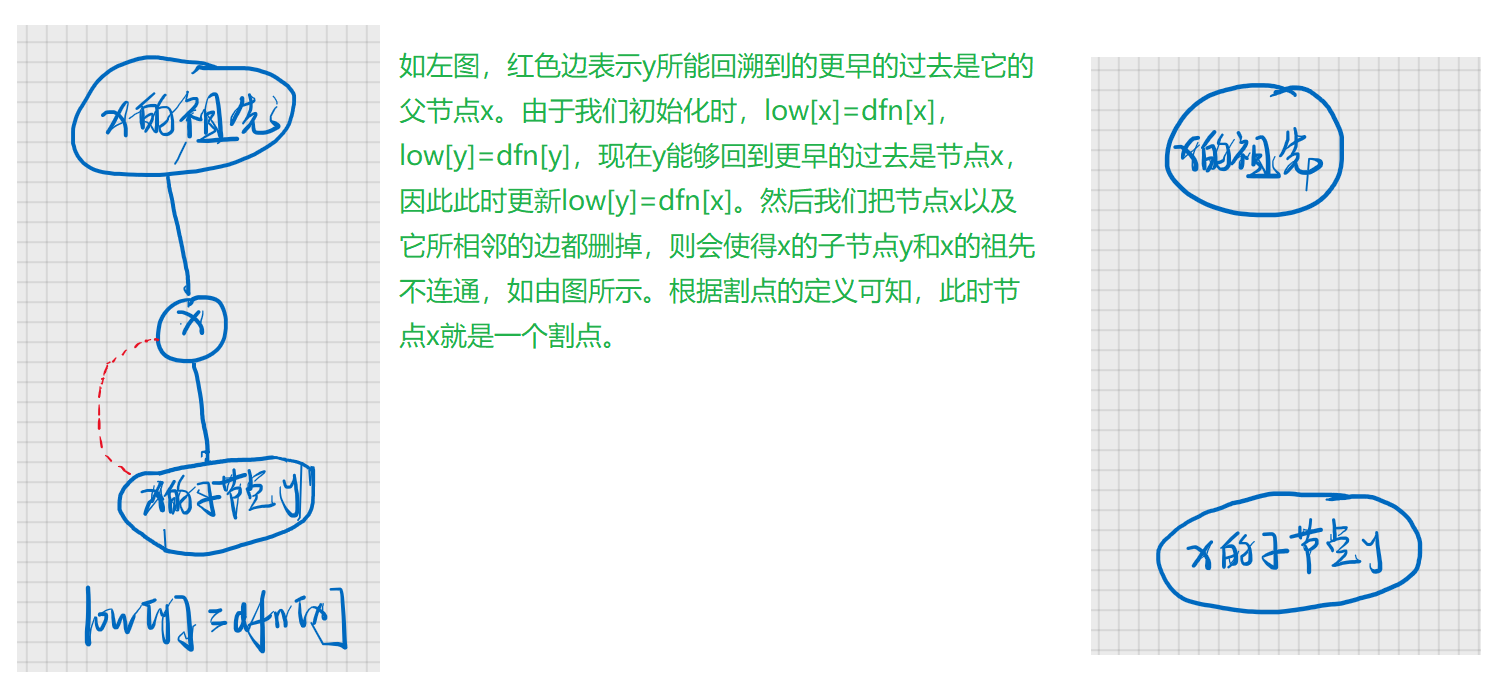 x的祖先
x
x的子节点y
low[y]=dfn[x]
如左图，红色边表示y所能回溯到的更早的过去是它的
父节点x。由于我们初始化时，low[x]=dfn[x]，
low[y]=dfn[y]，现在y能够回到更早的过去是节点x，
因此此时更新low[y]=dfn[x]。然后我们把节点x以及
它所相邻的边都删掉，则会使得x的子节点y和x的祖先
不连通，如由图所示。根据割点的定义可知，此时节
点x就是一个割点。
x的祖先
x的子节点y